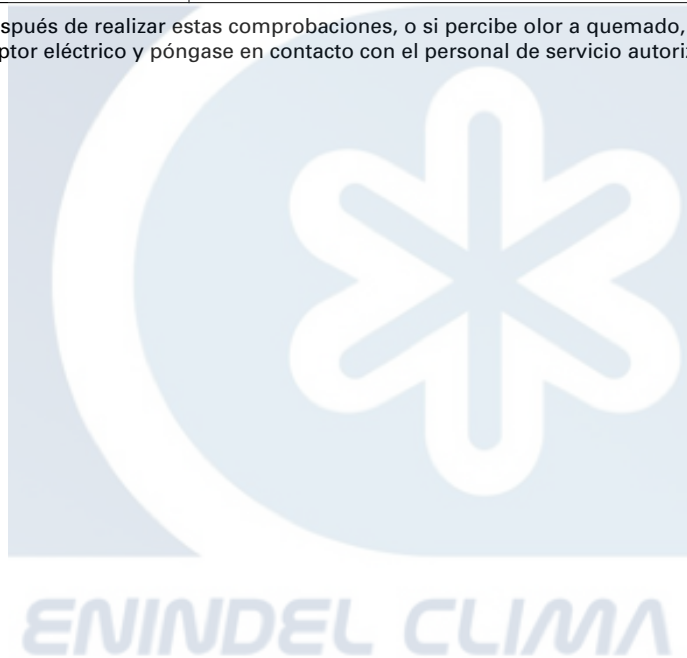 spués de realizar estas comprobaciones, o si percibe olor a quemado,
ptor eléctrico y póngase en contacto con el personal de servicio autoriz
ENINDEL CLIMA